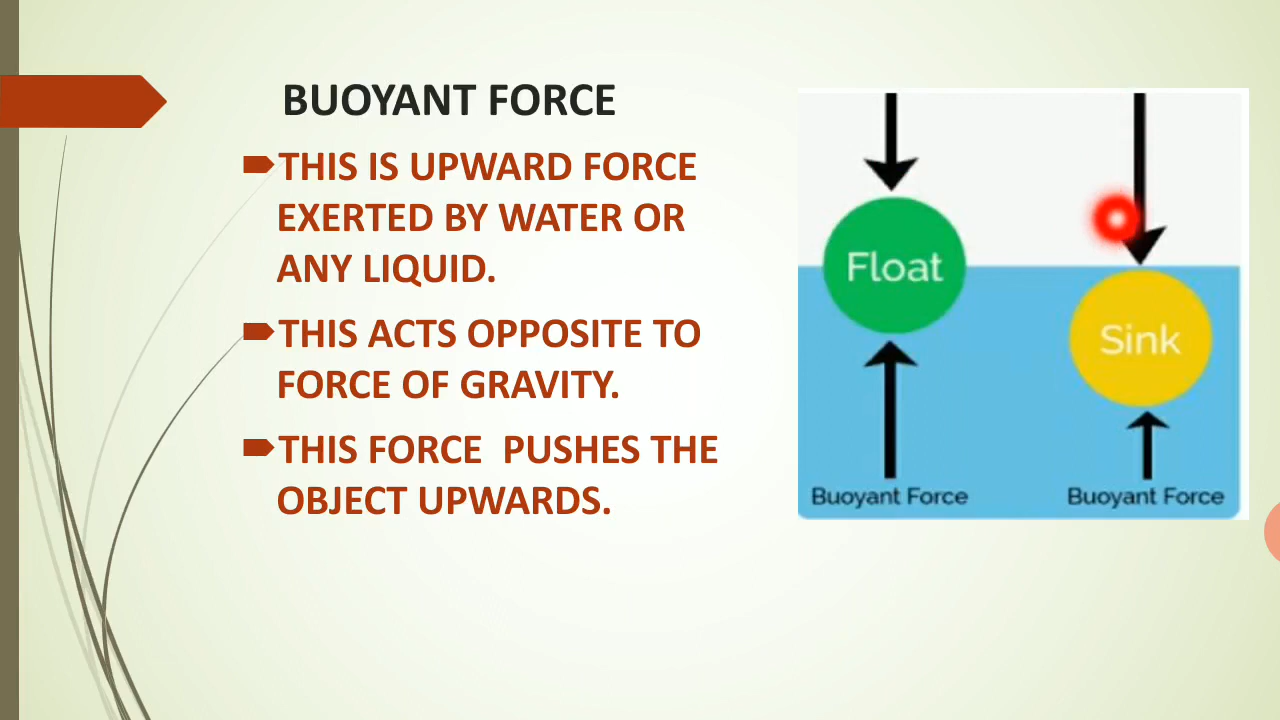 BUOYANT FORCE
THIS IS UPWARD FORCE
EXERTED BY WATER OR
ANY LIQUID.
THIS ACTS OPPOSITE TO
FORCE OF GRAVITY.
THIS FORCE PUSHES THE
OBJECT UPWARDS.
Float
Sink
Buoyant Force
Buoyant Force